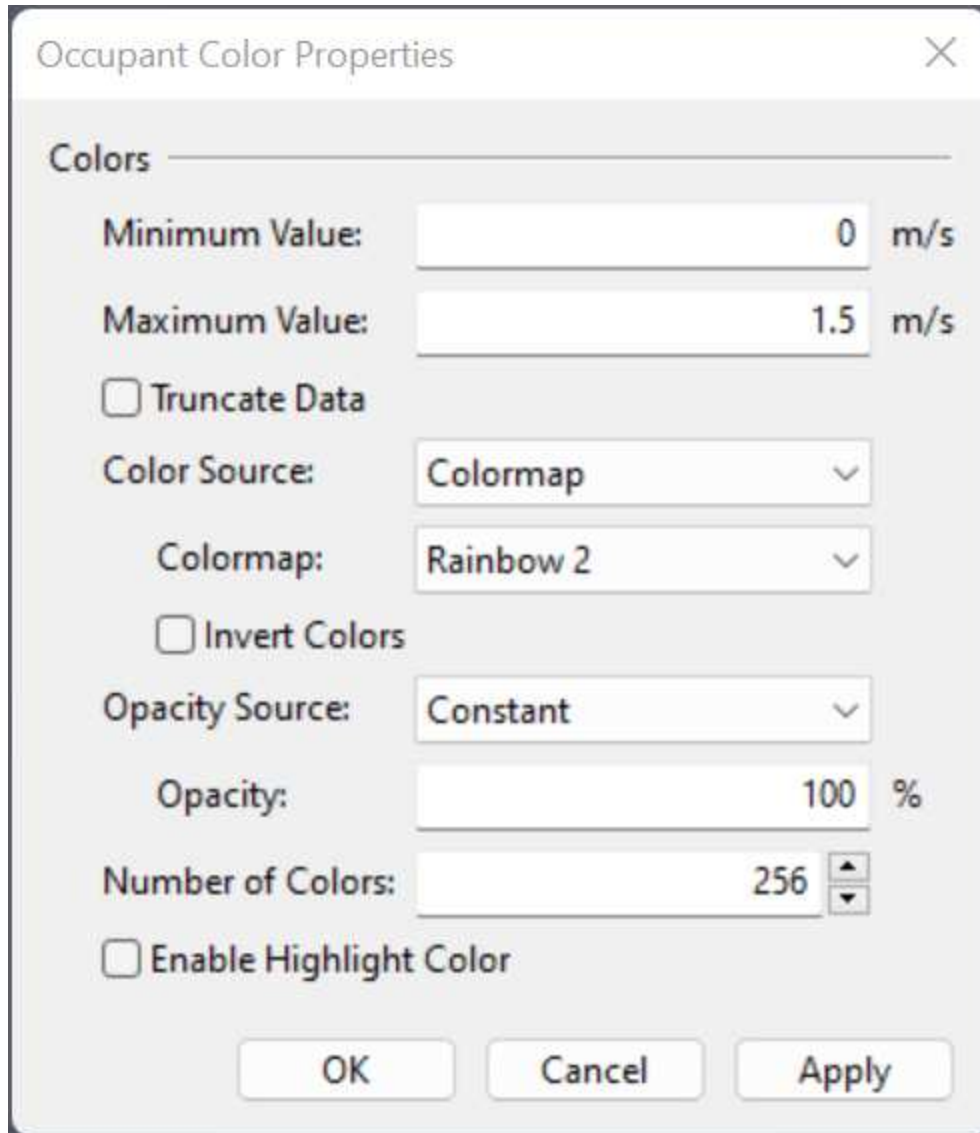 Occupant Color Properties
Colors
Minimum Value: 0 m/s
Maximum Value: 1.5 m/s
Truncate Data
Color Source: Colormap
Colormap: Rainbow 2
Invert Colors
Opacity Source: Constant
Opacity: 100 %
Number of Colors: 256
Enable Highlight Color
OK Cancel Apply